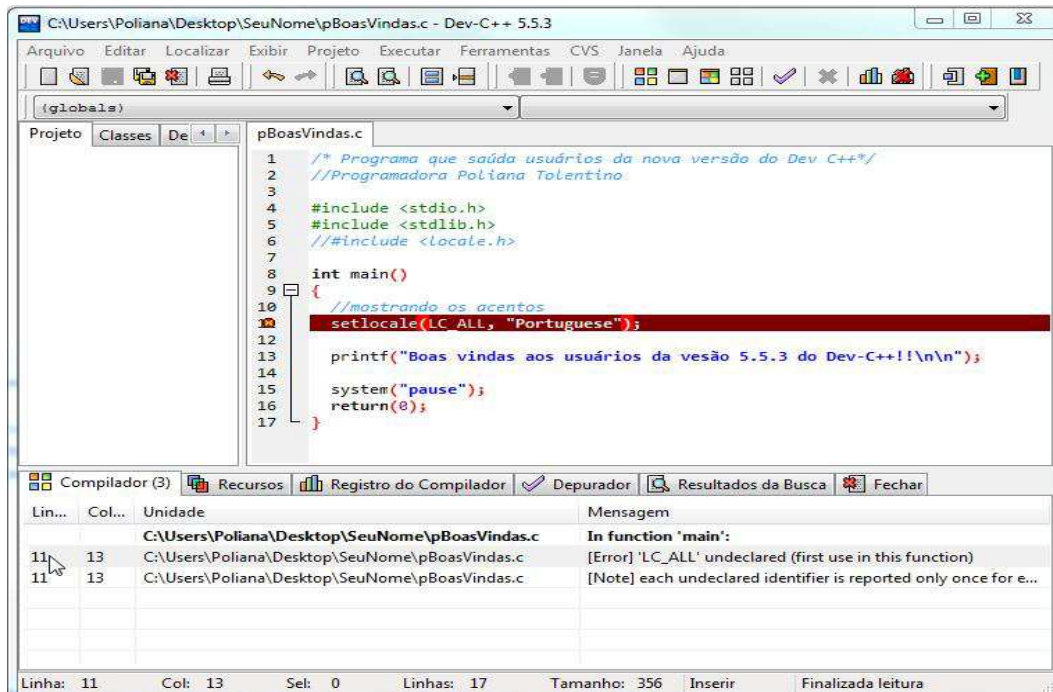 C:\Users\Poliana\Desktop\SeuNome\pBoasVindas.c - Dev-C++ 5.5.3
Arquivo Editar Localizar Exibir Projeto Executar Ferramentas CVS Janela Ajuda
(globals)
Projeto Classes De pBoasVindas.c
1 /* Programa que saúda usuários da nova versão do Dev C++*/
2 //Programadora Poliana Tolentino
3
4 #include <stdio.h>
5 #include <stdlib.h>
6 //#include <locale.h>
7
8 int main()
9 {
10 //mostrando os acentos
setlocale(LC_ALL, "Portuguese");
12
13 printf("Boas vindas aos usuários da vesão 5.5.3 do Dev-C++!!\n\n");
14
15 system("pause");
16 return(0);
17 }
Compilador (3) Recursos Registro do Compilador Depurador Resultados da Busca Fechar
Lin... Col... Unidade Mensagem
C:\Users\Poliana\Desktop\SeuNome\pBoasVindas.c In function 'main':
11 13 C:\Users\Poliana\Desktop\SeuNome\pBoasVindas.c [Error] 'LC_ALL' undeclared (first use in this function)
11 13 C:\Users\Poliana\Desktop\SeuNome\pBoasVindas.c [Note] each undeclared identifier is reported only once for e...
Linha: 11 Col: 13 Sel: 0 Linhas: 17 Tamanho: 356 Inserir Finalizada leitura